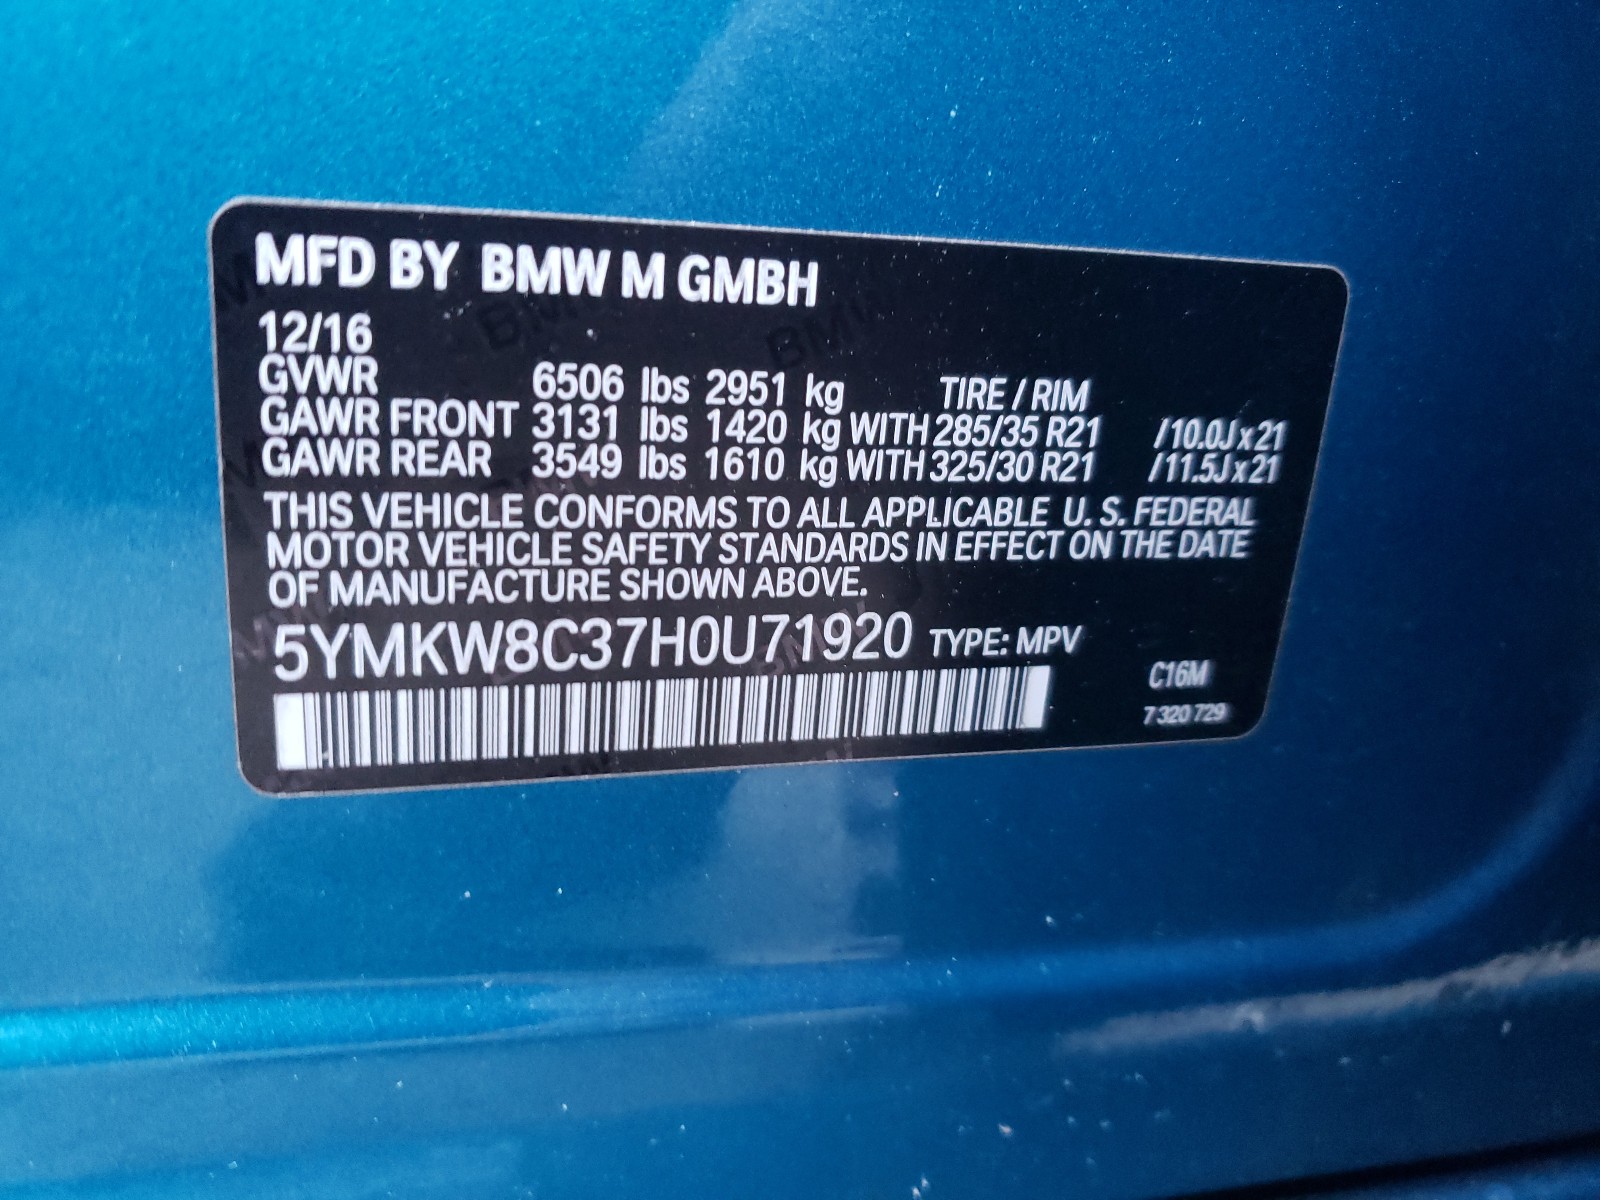 MFD BY BMW M GMBH
12/16
GVWR 6506 lbs 2951 kg TIRE / RIM
GAWR FRONT 3131 lbs 1420 kg WITH 285/35 R21 /10.0J x 21
GAWR REAR 3549 lbs 1610 kg WITH 325/30 R21 /11.5J x 21
THIS VEHICLE CONFORMS TO ALL APPLICABLE U. S. FEDERAL
MOTOR VEHICLE SAFETY STANDARDS IN EFFECT ON THE DATE
OF MANUFACTURE SHOWN ABOVE.
5YMKW8C37H0U71920 TYPE: MPV
C16M
7 320 729